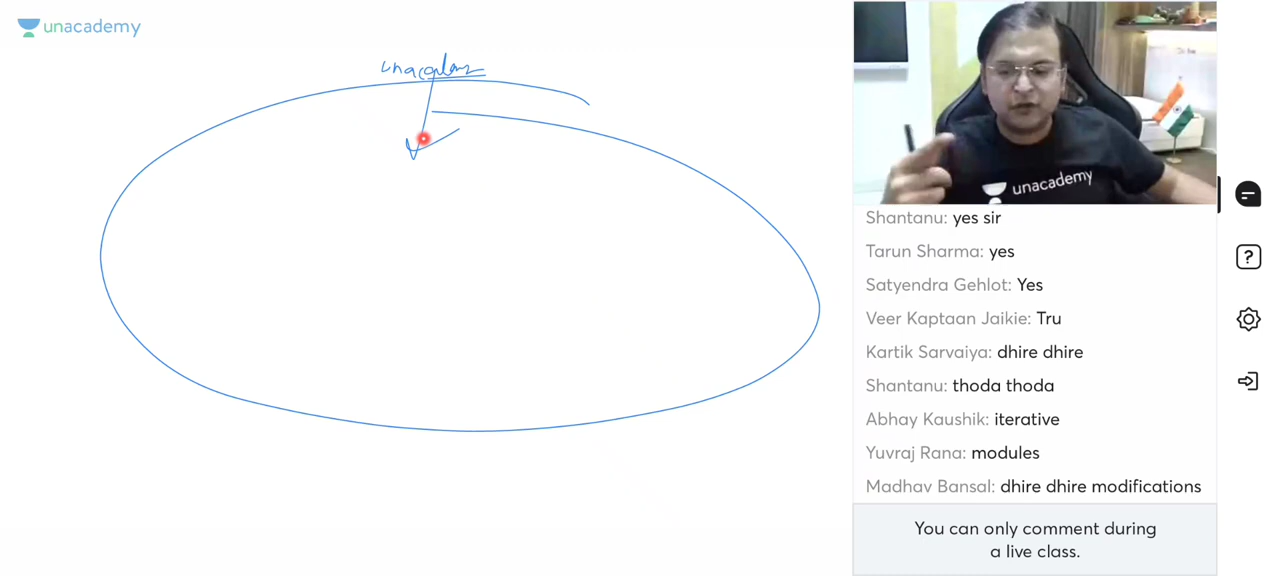 unacademy
unacademy
unacademy
Shantanu: yes sir
Tarun Sharma: yes
Satyendra Gehlot: Yes
Veer Kaptaan Jaikie: Tru
Kartik Sarvaiya: dhire dhire
Shantanu: thoda thoda
Abhay Kaushik: iterative
Yuvraj Rana: modules
Madhav Bansal: dhire dhire modifications
You can only comment during
a live class.